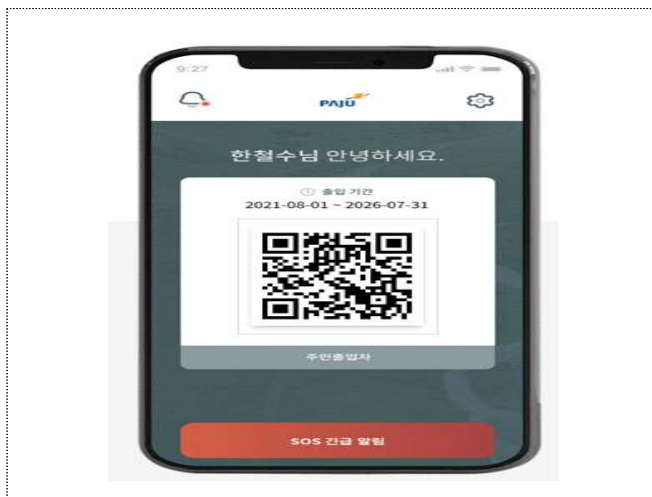 9:27
PAJU
한철수님 안녕하세요.
출입 기간
2021-08-01 ~ 2026-07-31
주민출입자
SOS 긴급 알림